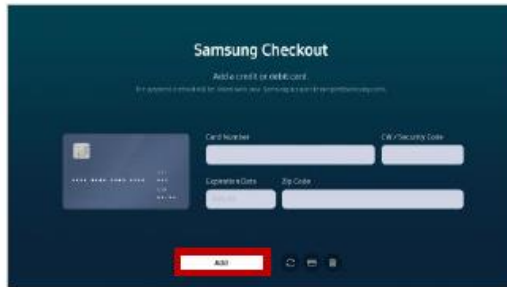 Samsung Checkout
Add a credit or debit card.
Card Number
CVV / Security Code
Expiration Date
Zip Code
Add